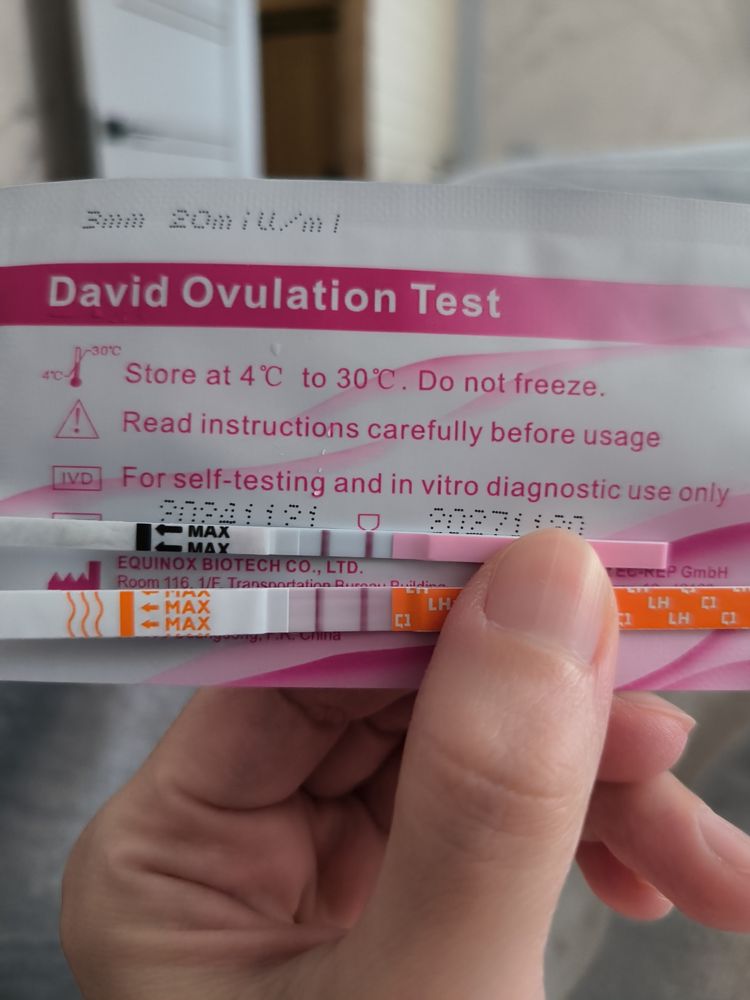 3mm 20miU/ml
David Ovulation Test
30℃
4℃
Store at 4℃ to 30℃. Do not freeze.
Read instructions carefully before usage
IVD
For self-testing and in vitro diagnostic use only
20241121
20271120
MAX
MAX
EQUINOX BIOTECH CO., LTD.
EC-REP GmbH
Room 116, 1/F, Transportation Bureau Building
MAX
MAX
MAX
LH
LH
LH
LH
P.R. China